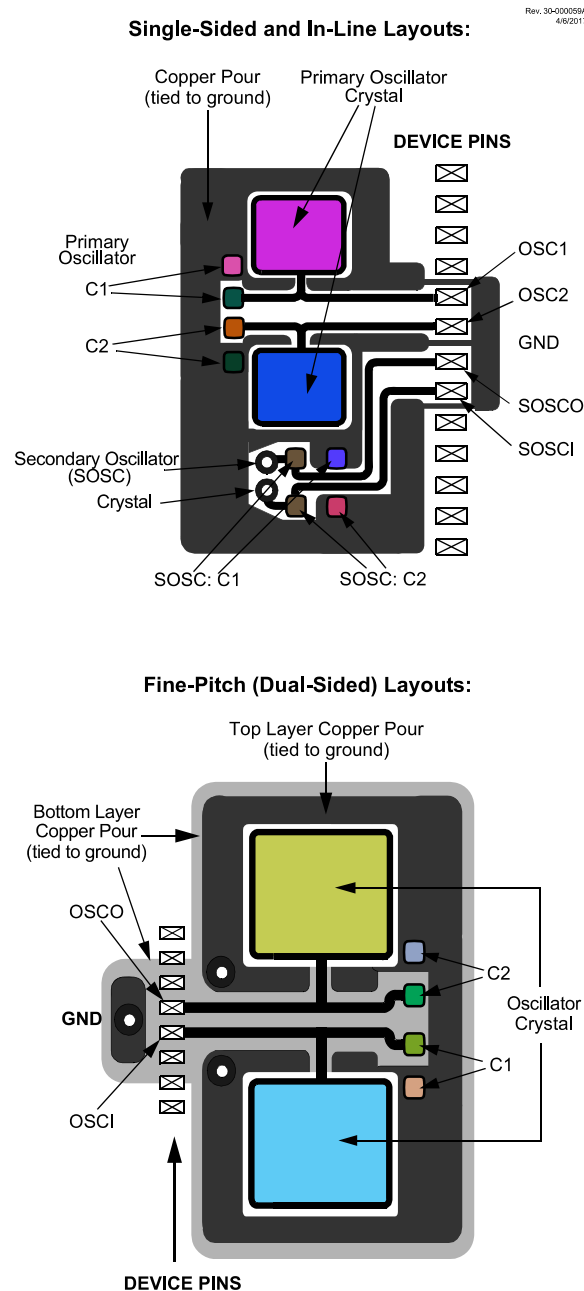 Rev. 30-000059A
4/6/2017
Single-Sided and In-Line Layouts:
Copper Pour
(tied to ground)
Primary Oscillator
Crystal
DEVICE PINS
Primary
Oscillator
C1
C2
OSC1
OSC2
GND
SOSCO
SOSCI
Secondary Oscillator
(SOSC)
Crystal
SOSC: C1
SOSC: C2
Fine-Pitch (Dual-Sided) Layouts:
Top Layer Copper Pour
(tied to ground)
Bottom Layer
Copper Pour
(tied to ground)
OSCO
GND
OSCI
C2
Oscillator
Crystal
C1
DEVICE PINS